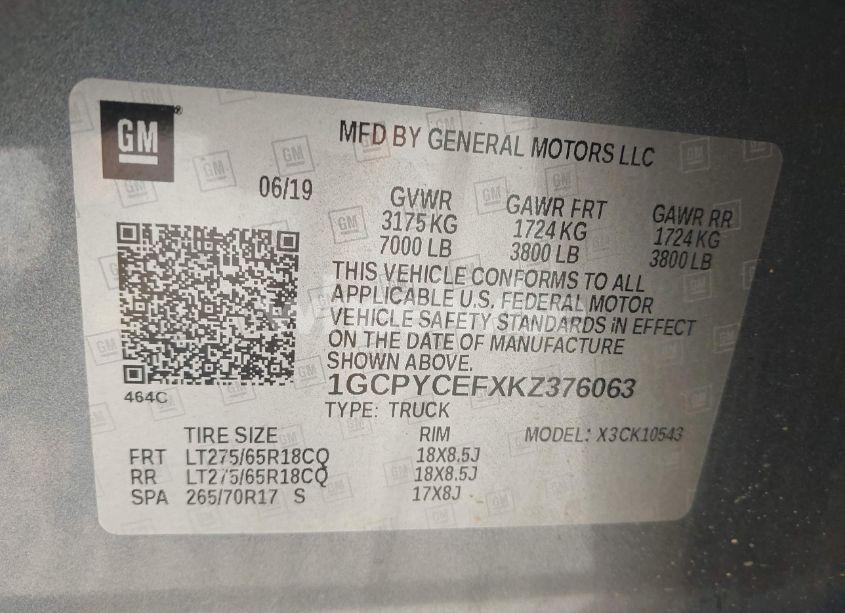 GM
MFD BY GENERAL MOTORS LLC
06/19
GVWR
3175 KG
7000 LB
GAWR FRT
1724 KG
3800 LB
GAWR RR
1724 KG
3800 LB
THIS VEHICLE CONFORMS TO ALL
APPLICABLE U.S. FEDERAL MOTOR
VEHICLE SAFETY STANDARDS IN EFFECT
ON THE DATE OF MANUFACTURE
SHOWN ABOVE.
1GCPYCEFXKZ376063
464C
TYPE: TRUCK
TIRE SIZE RIM MODEL: X3CK10543
FRT LT275/65R18CQ 18X8.5J
RR LT275/65R18CQ 18X8.5J
SPA 265/70R17 S 17X8J